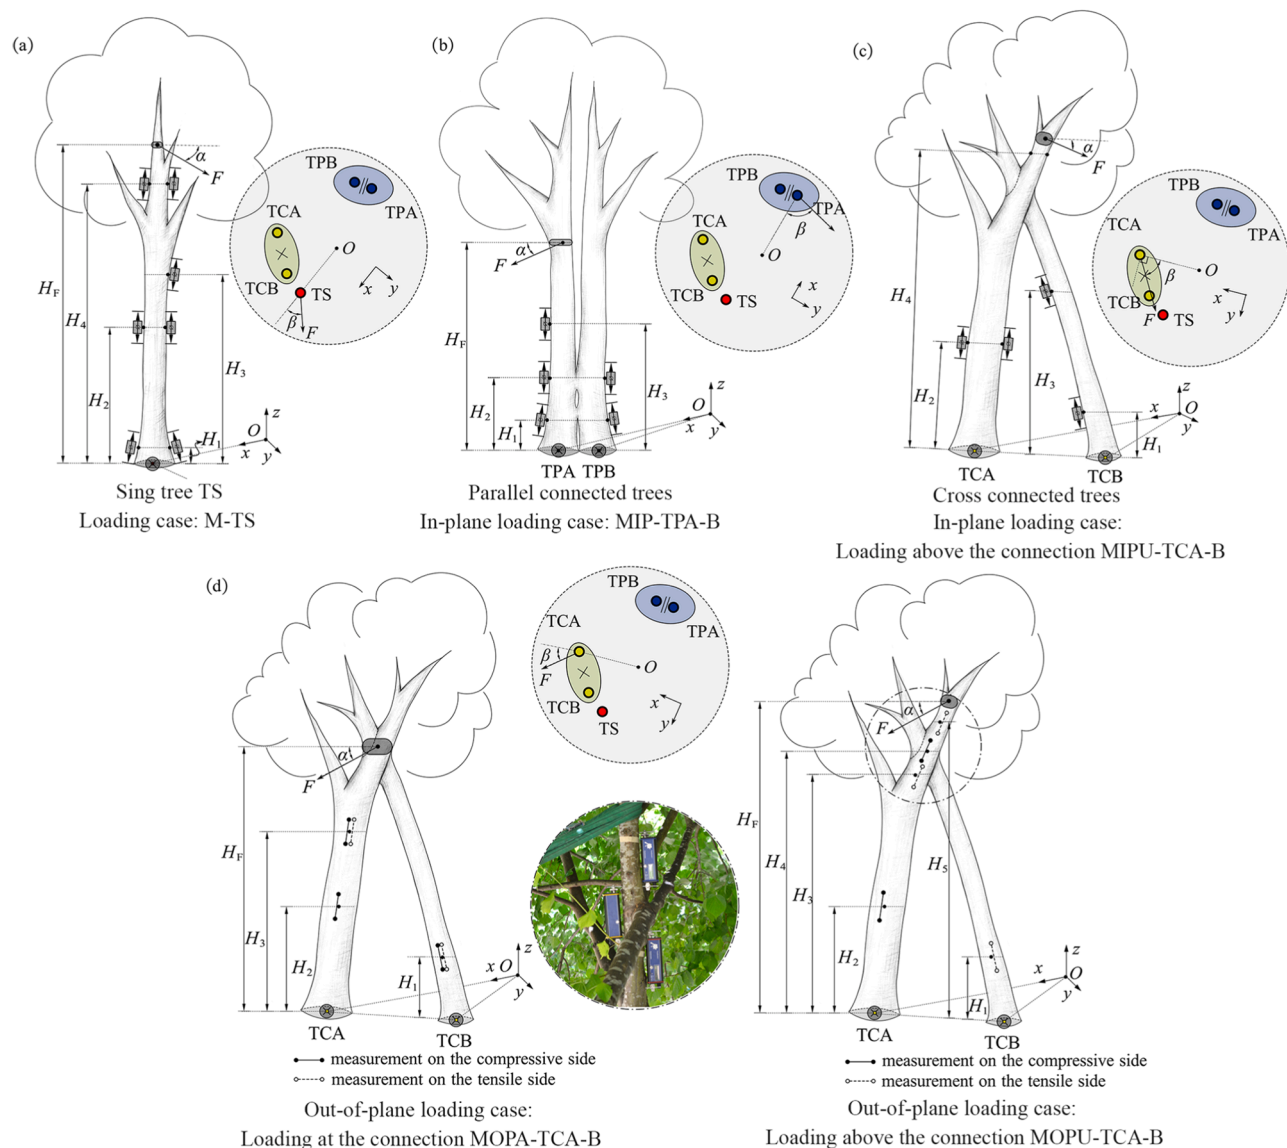 (a)
H_F
H_4
H_2
H_3
H_1
α
F
TPB
TPA
TCA
TCB
O
TS
β
F
x
y
z
O
x
y
Sing tree TS
Loading case: M-TS
(b)
H_F
H_2
H_1
H_3
α
F
TPB
TPA
β
TCA
O
TCB
TS
x
y
z
O
x
y
TPA TPB
Parallel connected trees
In-plane loading case: MIP-TPA-B
(c)
H_4
H_2
H_3
H_1
α
F
TPB
TPA
TCA
O
β
TCB
F
TS
x
y
x
O
y
TCA
TCB
Cross connected trees
In-plane loading case:
Loading above the connection MIPU-TCA-B
(d)
H_F
H_3
H_2
H_1
α
F
TPB
TPA
TCA
β
F
O
TCB
TS
x
y
z
x O
y
TCA
TCB
measurement on the compressive side
measurement on the tensile side
Out-of-plane loading case:
Loading at the connection MOPA-TCA-B
H_F
H_4
H_3
H_2
H_5
H_1
α
F
z
x
O
y
TCA
TCB
measurement on the compressive side
measurement on the tensile side
Out-of-plane loading case:
Loading above the connection MOPU-TCA-B